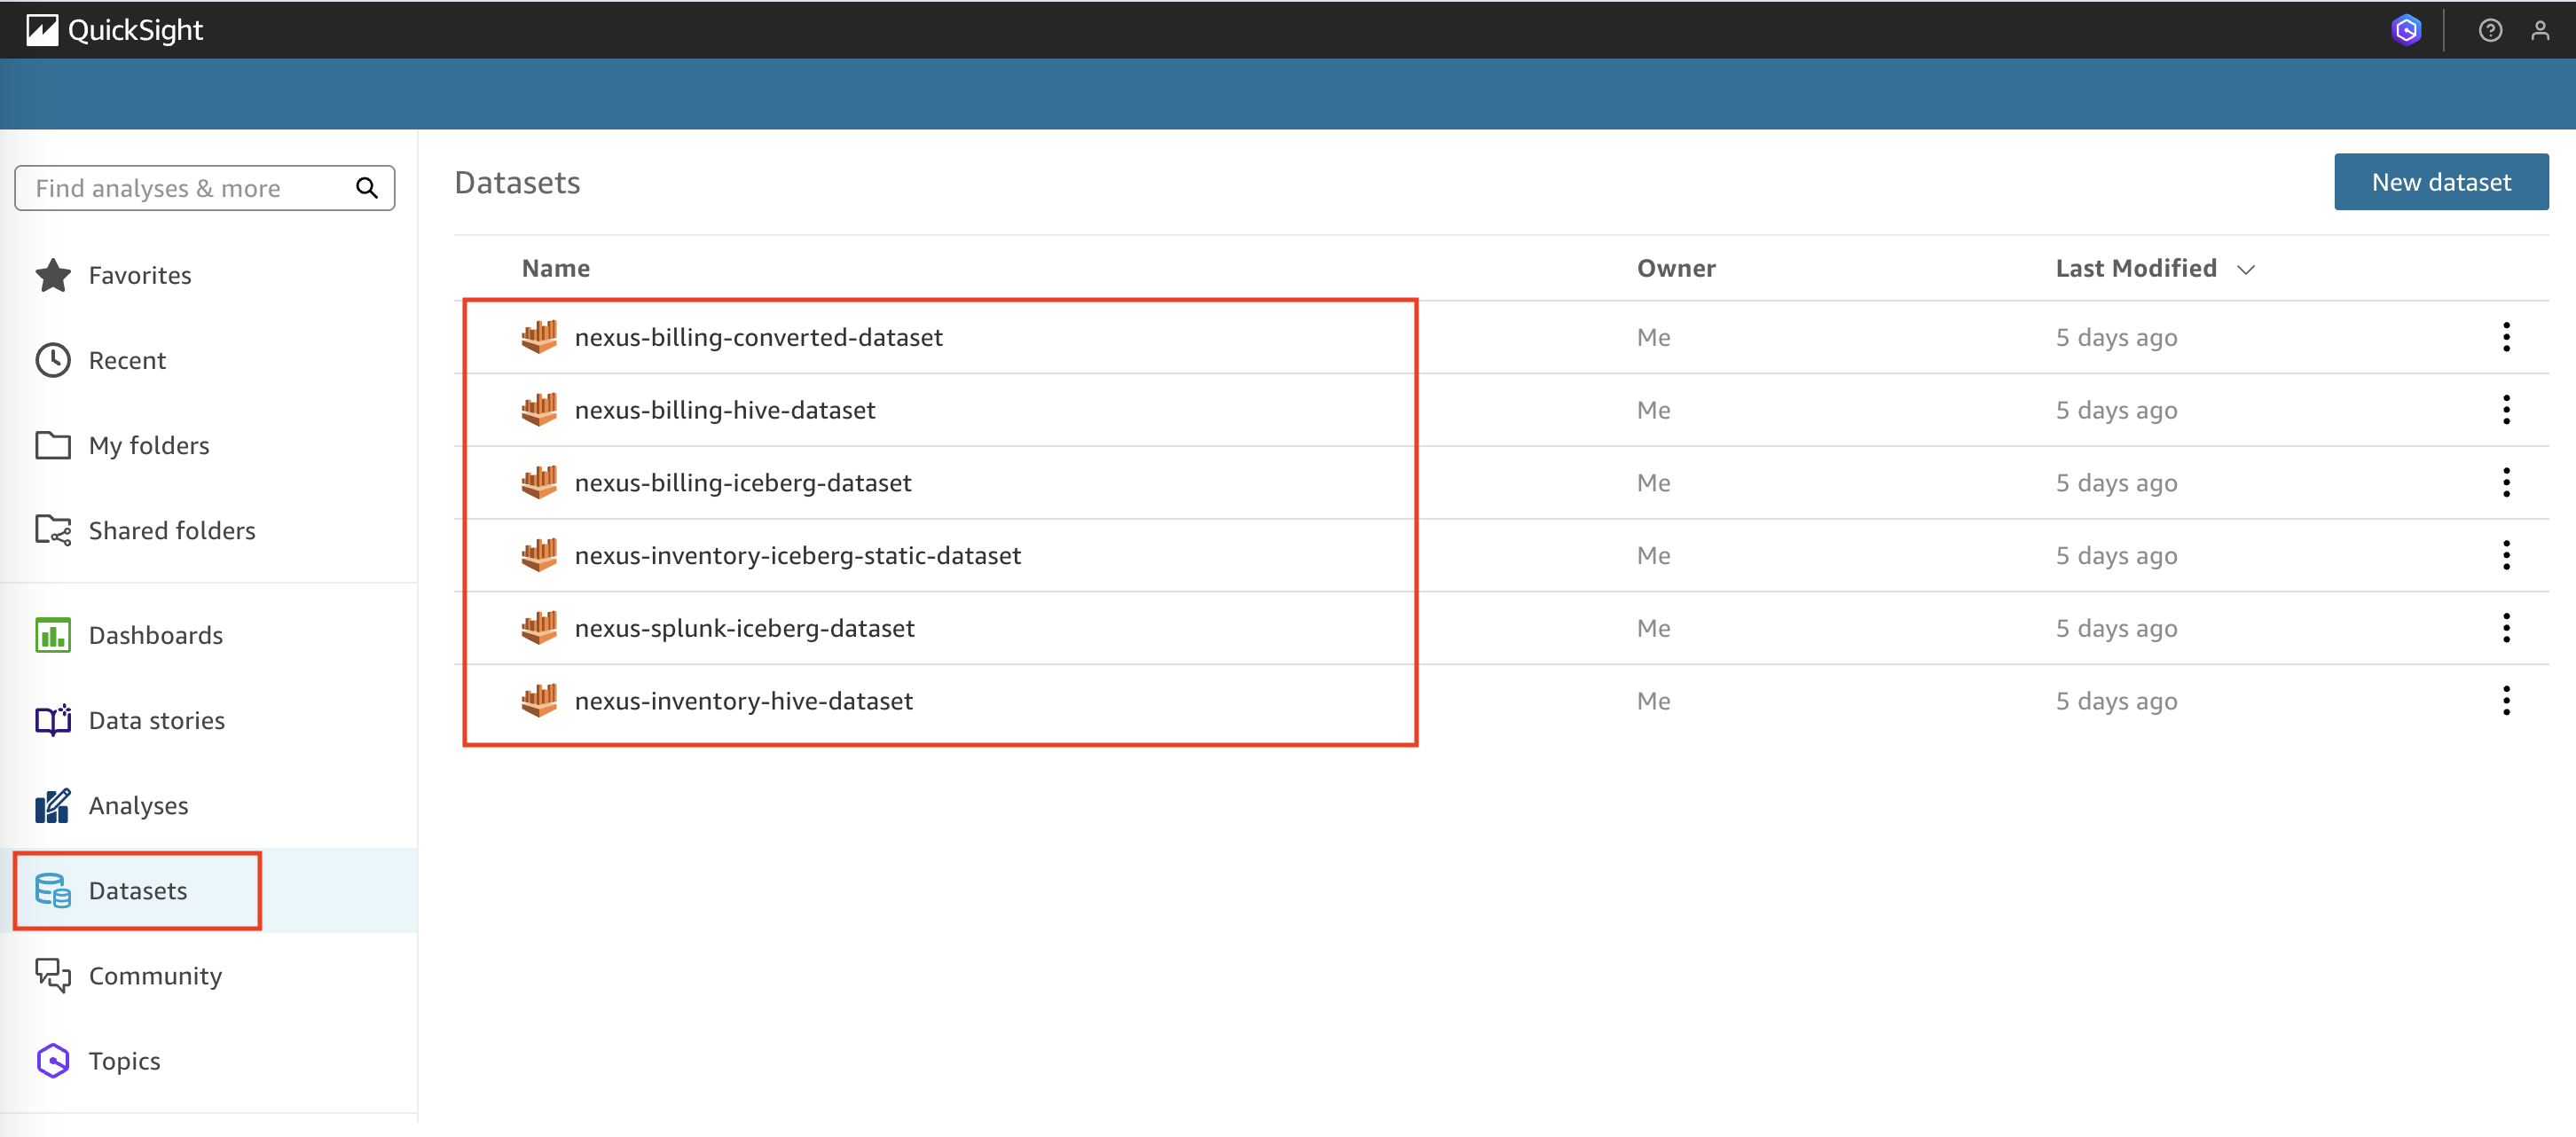 QuickSight
Find analyses & more
Favorites
Recent
My folders
Shared folders
Dashboards
Data stories
Analyses
Datasets
Community
Topics
Datasets
New dataset
Name Owner Last Modified
nexus-billing-converted-dataset Me 5 days ago
nexus-billing-hive-dataset Me 5 days ago
nexus-billing-iceberg-dataset Me 5 days ago
nexus-inventory-iceberg-static-dataset Me 5 days ago
nexus-splunk-iceberg-dataset Me 5 days ago
nexus-inventory-hive-dataset Me 5 days ago